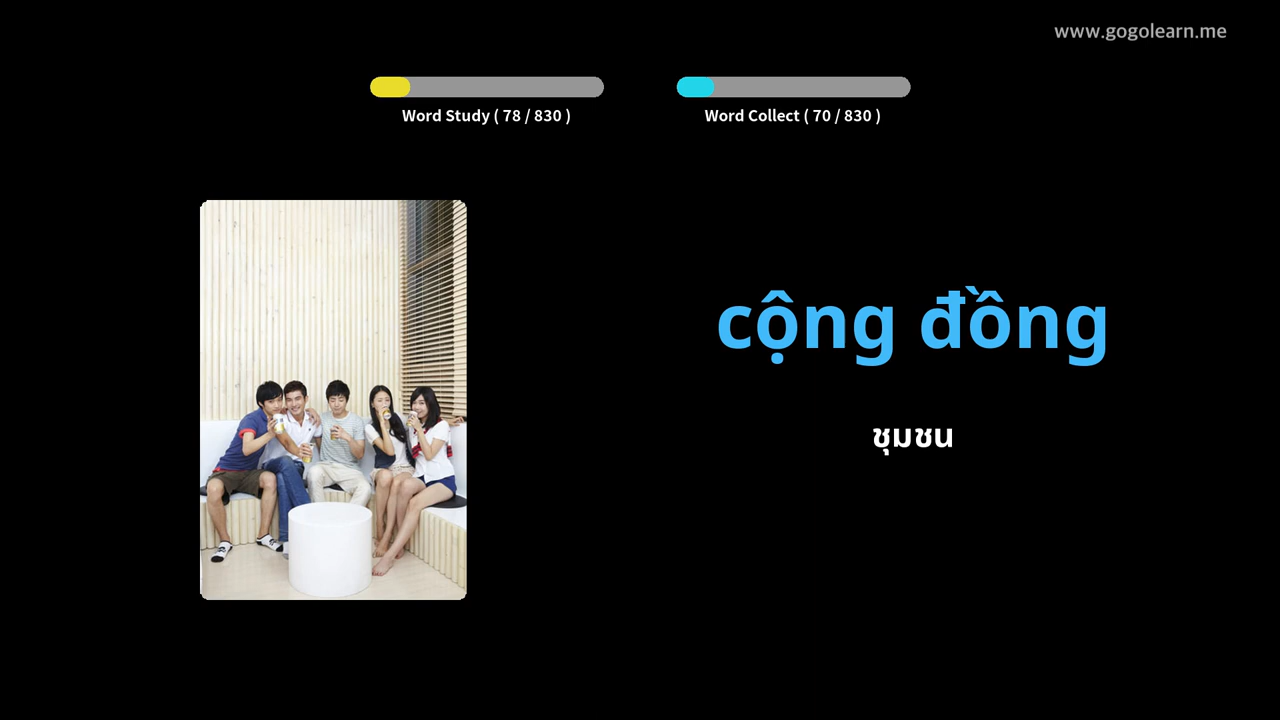 www.gogolearn.me
Word Study ( 78 / 830 )
Word Collect ( 70 / 830 )
cộng đồng
ชุมชน